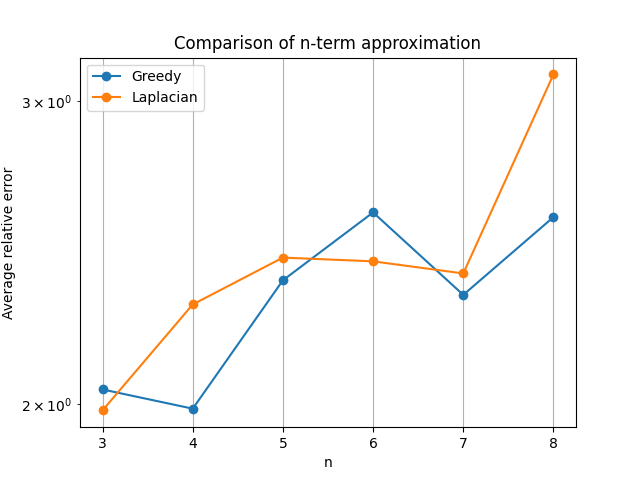 Comparison of n-term approximation
Greedy
Laplacian
Average relative error
3 × 10⁰
2 × 10⁰
3 4 5 6 7 8
n